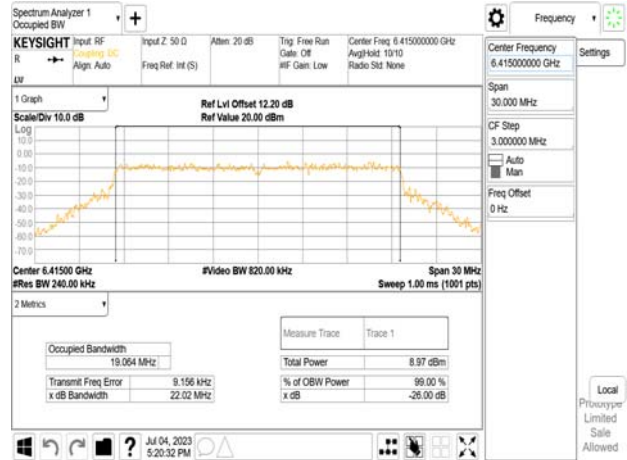 Spectrum Analyzer 1
Occupied BW
Frequency
KEYSIGHT
R
Input: RF
Coupling: DC
Align: Auto
Input Z: 50 Ω
Freq Ref: Int (S)
Atten: 20 dB
Trig: Free Run
Gate: Off
#IF Gain: Low
Center Freq: 6.415000000 GHz
Avg|Hold: 10/10
Radio Std: None
1 Graph
Scale/Div 10.0 dB
Ref Lvl Offset 12.20 dB
Ref Value 20.00 dBm
Log
10.0
0.00
-10.0
-20.0
-30.0
-40.0
-50.0
-60.0
-70.0
Center 6.41500 GHz
#Res BW 240.00 kHz
#Video BW 820.00 kHz
Span 30 MHz
Sweep 1.00 ms (1001 pts)
2 Metrics
Measure Trace Trace 1
Occupied Bandwidth
19.064 MHz
Total Power 8.97 dBm
Transmit Freq Error 9.156 kHz
% of OBW Power 99.00 %
x dB Bandwidth 22.02 MHz
x dB -26.00 dB
Center Frequency
6.415000000 GHz
Settings
Span
30.000 MHz
CF Step
3.000000 MHz
Auto
Man
Freq Offset
0 Hz
Local
Prototype
Limited
Sale
Allowed
?
Jul 04, 2023
5:20:32 PM